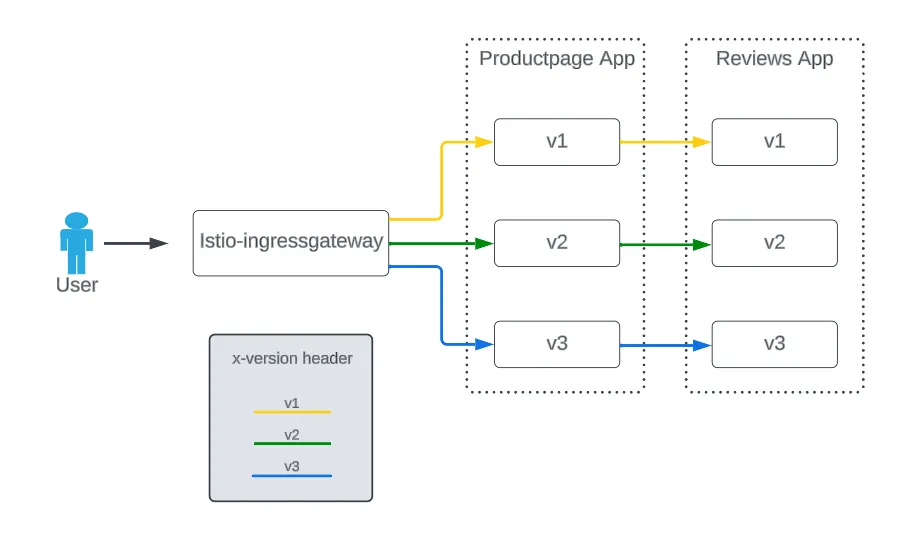 Productpage App
Reviews App
v1
v1
Istio-ingressgateway
v2
v2
User
v3
v3
x-version header
v1
v2
v3